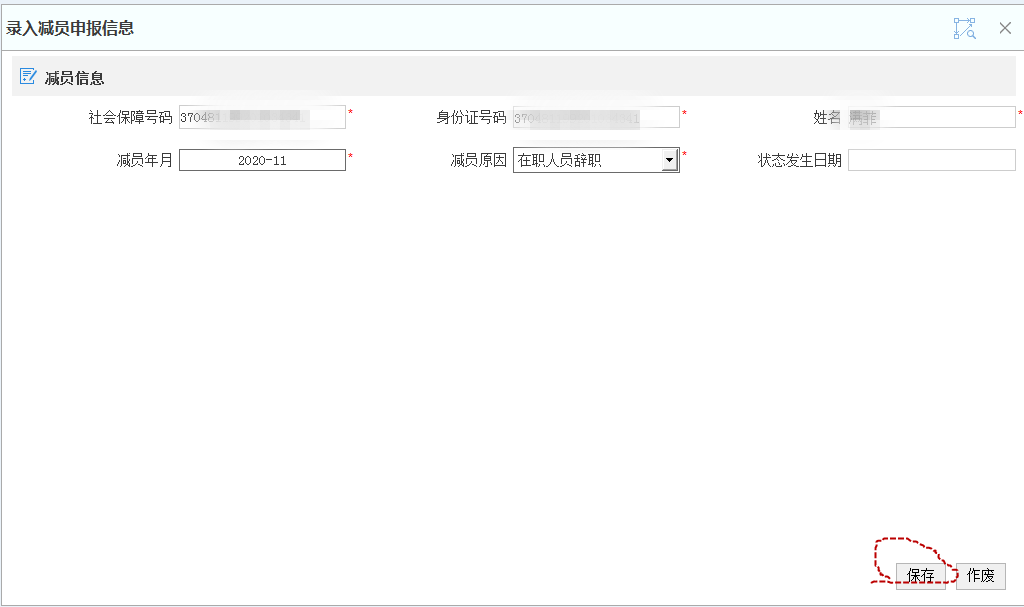 录入减员申报信息
减员信息
社会保障号码 370481 * 身份证号码 370 * 姓名 *
减员年月 2020-11 * 减员原因 在职人员辞职 * 状态发生日期
保存 作废